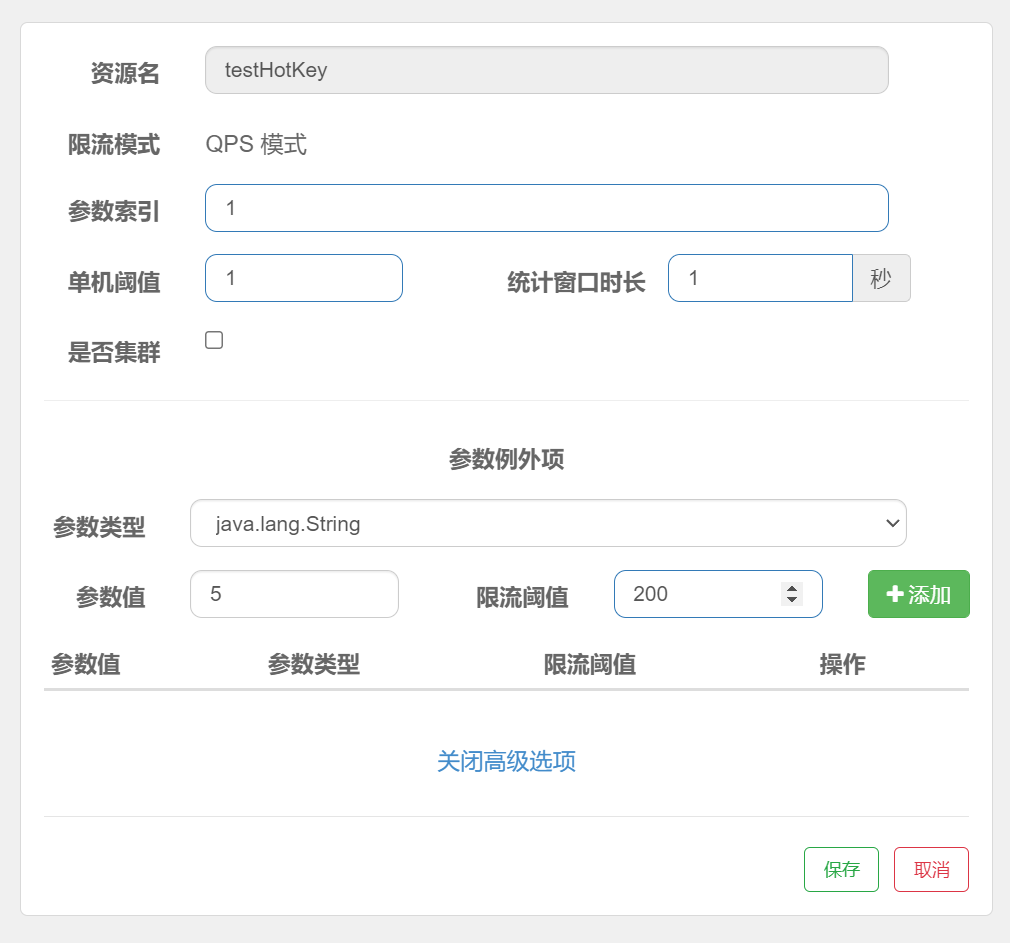 资源名 testHotKey
限流模式 QPS 模式
参数索引 1
单机阈值 1 统计窗口时长 1 秒
是否集群
参数例外项
参数类型 java.lang.String
参数值 5 限流阈值 200 添加
参数值 参数类型 限流阈值 操作
关闭高级选项
保存 取消